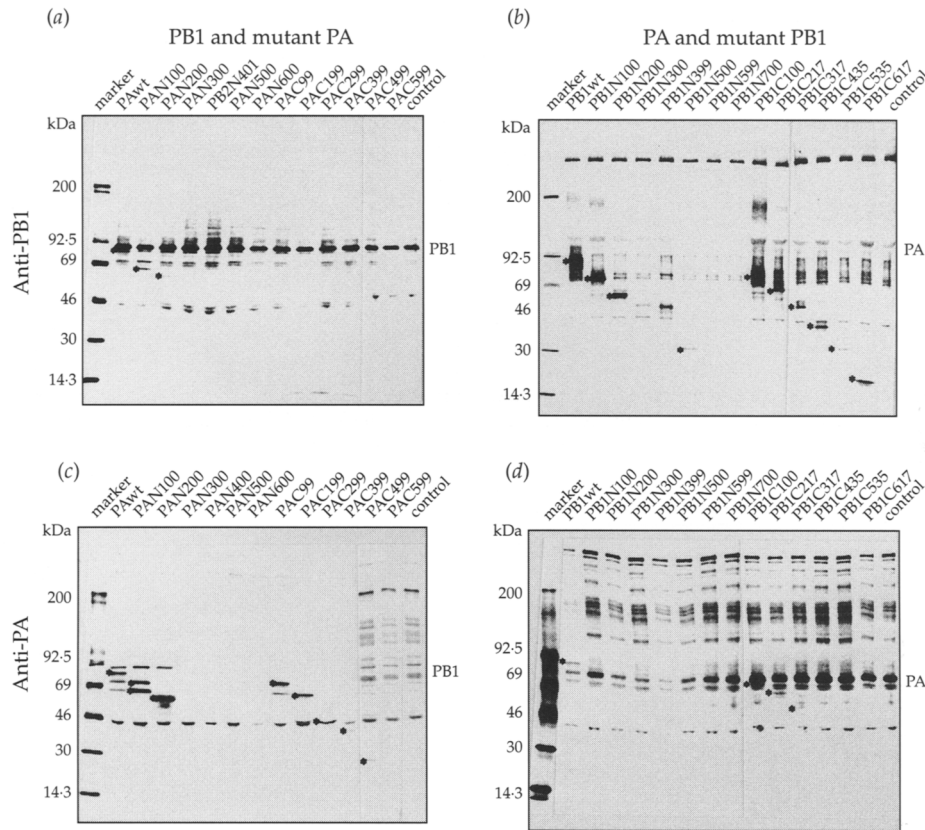 (a)
PB1 and mutant PA
marker PAwt PAN100 PAN200 PAN300 PB2N401 PAN500 PAN600 PAC99 PAC199 PAC299 PAC399 PAC499 PAC599 control
kDa
200
92·5
69
46
30
14·3
Anti-PB1
PB1
(b)
PA and mutant PB1
marker PB1wt PB1N100 PB1N200 PB1N300 PB1N399 PB1N500 PB1N599 PB1N700 PB1C100 PB1C217 PB1C317 PB1C435 PB1C535 PB1C617 control
kDa
200
92·5
69
46
30
14·3
PA
(c)
marker PAwt PAN100 PAN200 PAN300 PAN400 PAN500 PAN600 PAC99 PAC199 PAC299 PAC399 PAC499 PAC599 control
kDa
200
92·5
69
46
30
14·3
Anti-PA
PB1
(d)
marker PB1wt PB1N100 PB1N200 PB1N300 PB1N399 PB1N500 PB1N599 PB1N700 PB1C100 PB1C217 PB1C317 PB1C435 PB1C535 PB1C617 control
kDa
200
92·5
69
46
30
14·3
PA